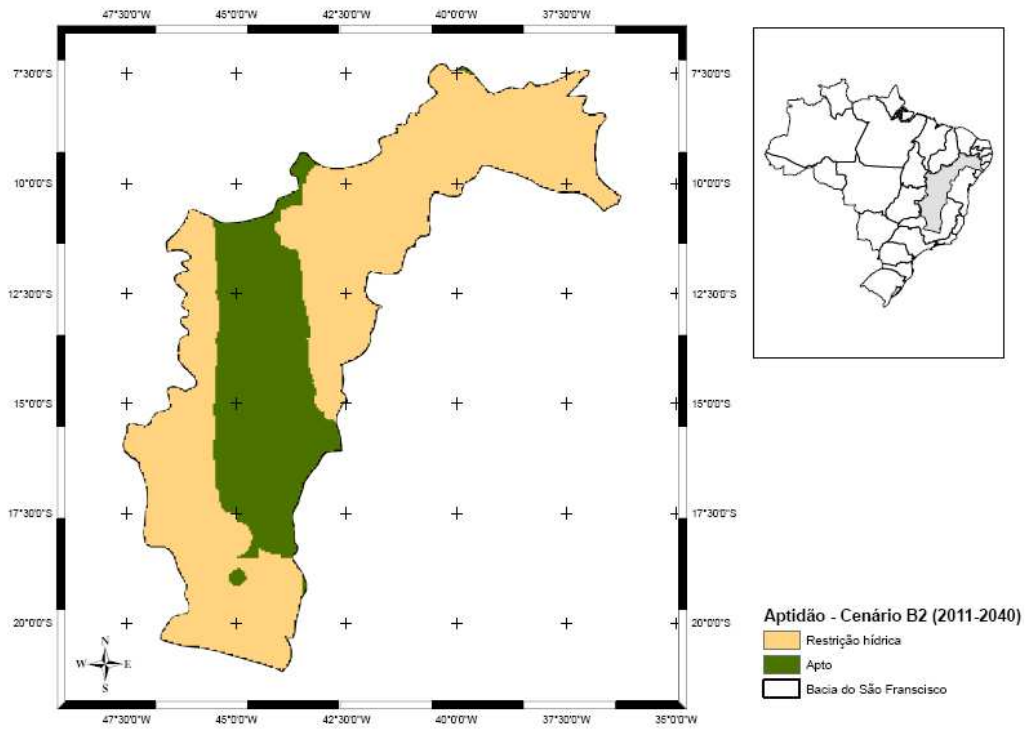 47°30'0"W 45°0'0"W 42°30'0"W 40°0'0"W 37°30'0"W 35°0'0"W
7°30'0"S 7°30'0"S
10°0'0"S 10°0'0"S
12°30'0"S 12°30'0"S
15°0'0"S 15°0'0"S
17°30'0"S 17°30'0"S
20°0'0"S 20°0'0"S
N
W E
S
47°30'0"W 45°0'0"W 42°30'0"W 40°0'0"W 37°30'0"W 35°0'0"W
Aptidão - Cenário B2 (2011-2040)
Restrição hídrica
Apto
Bacia do São Franscisco